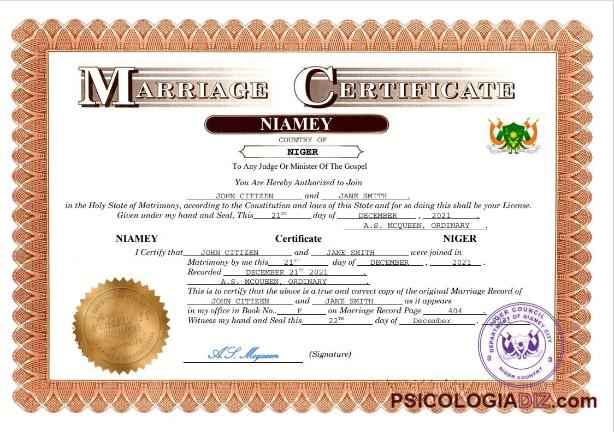 MARRIAGE CERTIFICATE
NIAMEY
COUNTRY OF
NIGER
To Any Judge Or Minister Of The Gospel
You Are Hereby Authorized to Join
JOHN CITIZEN and JANE SMITH.
in the Holy State of Matrimony, according to the Constitution and laws of this State and for so doing this shall be your License.
Given under my hand and Seal, This 21ST day of DECEMBER, 2021.
A.S. MCQUEEN, ORDINARY.
NIAMEY Certificate NIGER
I Certify that JOHN CITIZEN and JANE SMITH were joined in
Matrimony by me this 21ST day of DECEMBER, 2021.
Recorded DECEMBER 21ST 2021.
A.S. MCQUEEN, ORDINARY.
This is to certify that the above is a true and correct copy of the original Marriage Record of
JOHN CITIZEN and JANE SMITH as it appears
in my office in Book No.. F on Marriage Record Page 404.
Witness my hand and Seal this 22TH day of December.
A.S. Mcqueen (Signature)
NIGER COUNCIL
DEPARTMENT OF NIAMEY CITY
NIGER COUNTRY
PSICOLOGIADIZ.com